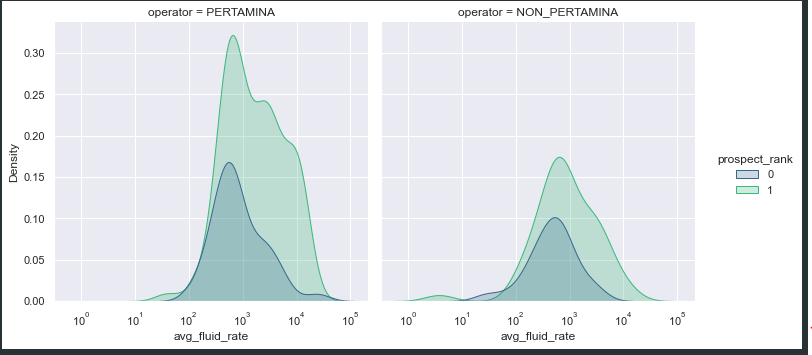 operator = PERTAMINA
operator = NON_PERTAMINA
0.30
0.25
0.20
0.15
0.10
0.05
0.00
Density
10⁰ 10¹ 10² 10³ 10⁴ 10⁵
10⁰ 10¹ 10² 10³ 10⁴ 10⁵
avg_fluid_rate
avg_fluid_rate
prospect_rank
0
1